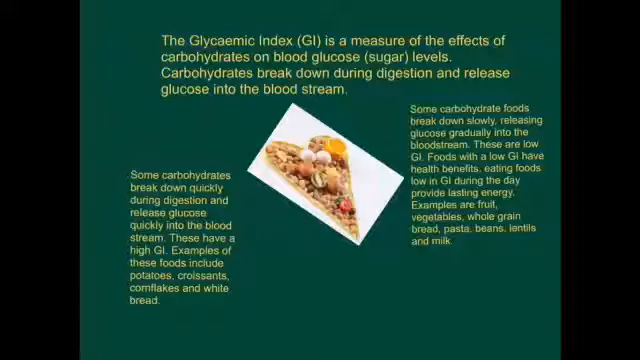 The Glycaemic Index (GI) is a measure of the effects of
carbohydrates on blood glucose (sugar) levels.
Carbohydrates break down during digestion and release
glucose into the blood stream.
Some carbohydrate foods
break down slowly, releasing
glucose gradually into the
bloodstream. These are low
GI. Foods with a low GI have
health benefits, eating foods
low in GI during the day
provide lasting energy.
Examples are fruit,
vegetables, whole grain
bread, pasta, beans, lentils
and milk.
Some carbohydrates
break down quickly
during digestion and
release glucose
quickly into the blood
stream. These have a
high GI. Examples of
these foods include
potatoes, croissants,
cornflakes and white
bread.